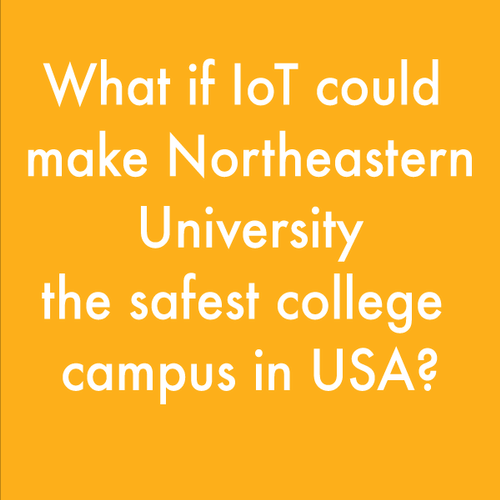 What if IoT could
make Northeastern
University
the safest college
campus in USA?